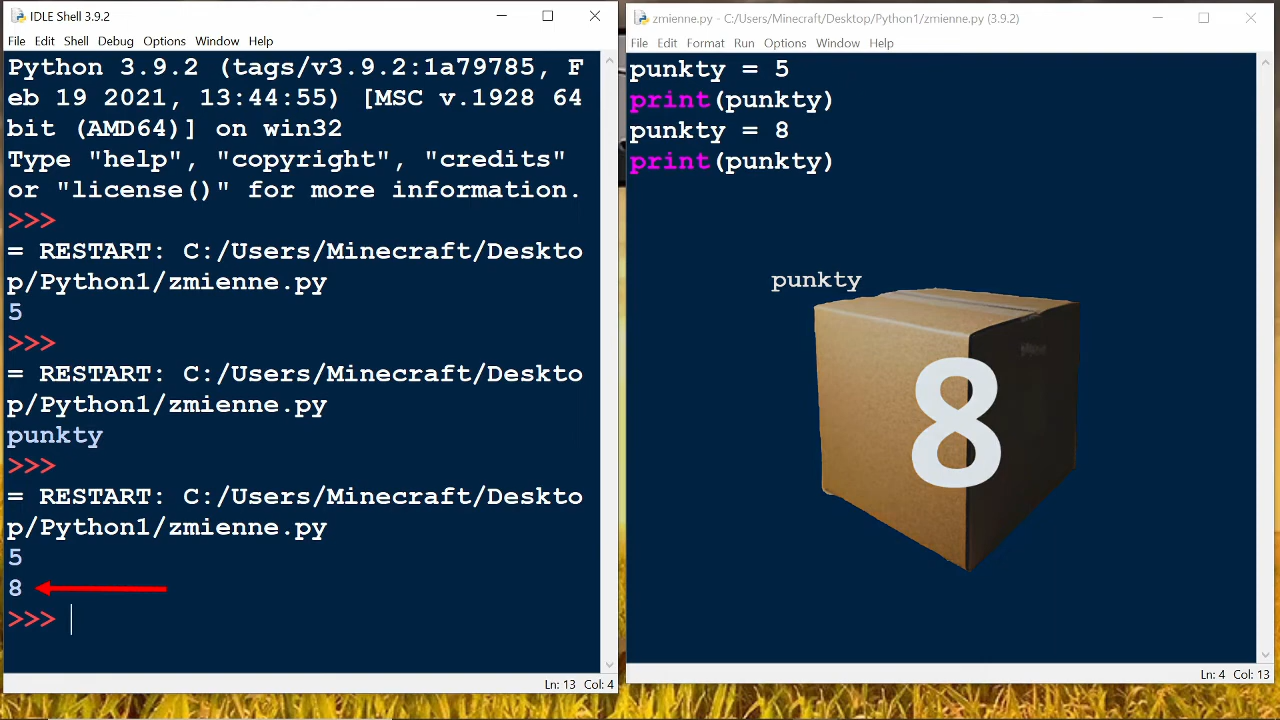 IDLE Shell 3.9.2
File Edit Shell Debug Options Window Help
Python 3.9.2 (tags/v3.9.2:1a79785, F
eb 19 2021, 13:44:55) [MSC v.1928 64
bit (AMD64)] on win32
Type "help", "copyright", "credits"
or "license()" for more information.
>>>
= RESTART: C:/Users/Minecraft/Deskto
p/Python1/zmienne.py
5
>>>
= RESTART: C:/Users/Minecraft/Deskto
p/Python1/zmienne.py
punkty
>>>
= RESTART: C:/Users/Minecraft/Deskto
p/Python1/zmienne.py
5
8
>>>
Ln: 13 Col: 4
zmienne.py - C:/Users/Minecraft/Desktop/Python1/zmienne.py (3.9.2)
File Edit Format Run Options Window Help
punkty = 5
print(punkty)
punkty = 8
print(punkty)
punkty
8
Ln: 4 Col: 13